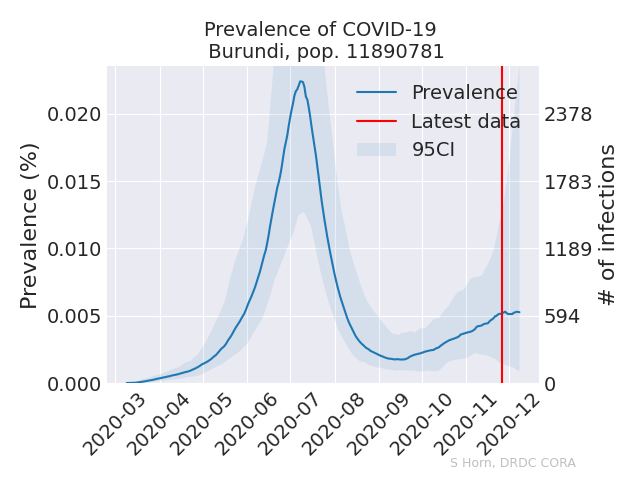 Prevalence of COVID-19
Burundi, pop. 11890781
Prevalence
Latest data
95CI
Prevalence (%)
0.020
0.015
0.010
0.005
0.000
2378
1783
1189
594
0
# of infections
2020-03
2020-04
2020-05
2020-06
2020-07
2020-08
2020-09
2020-10
2020-11
2020-12
S Horn, DRDC CORA